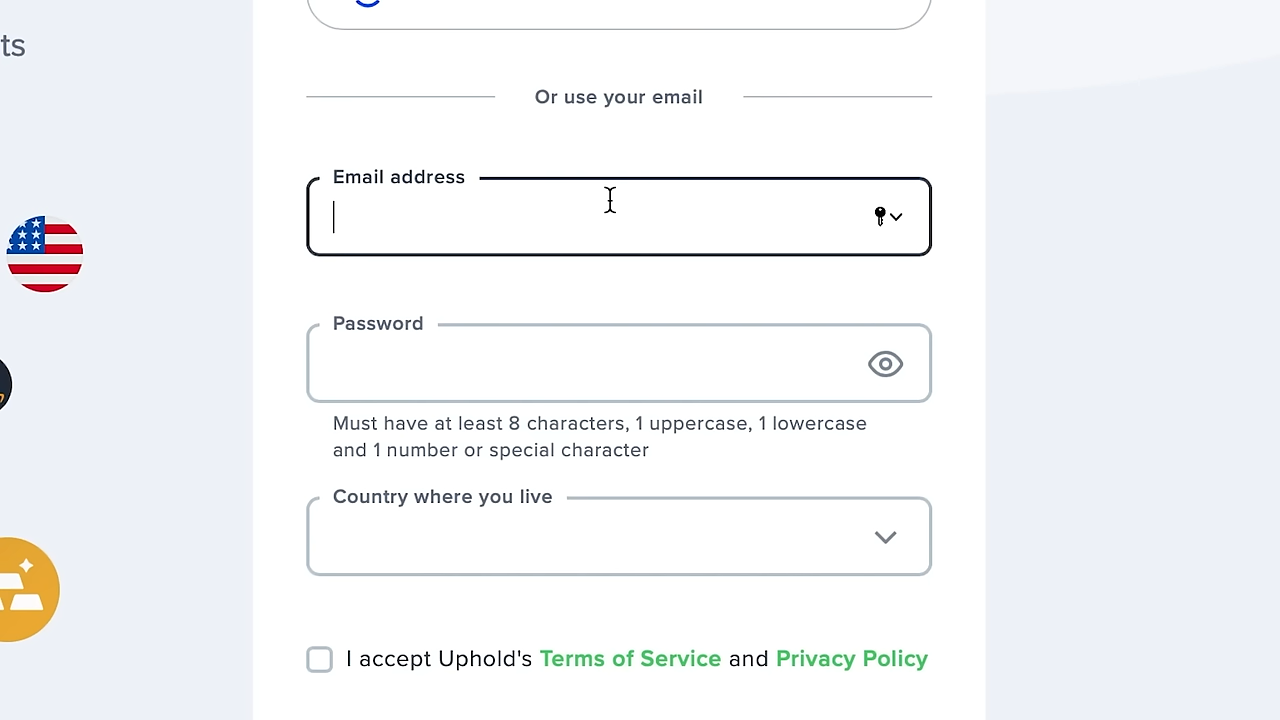 ts
Or use your email
Email address
Password
Must have at least 8 characters, 1 uppercase, 1 lowercase
and 1 number or special character
Country where you live
I accept Uphold's Terms of Service and Privacy Policy